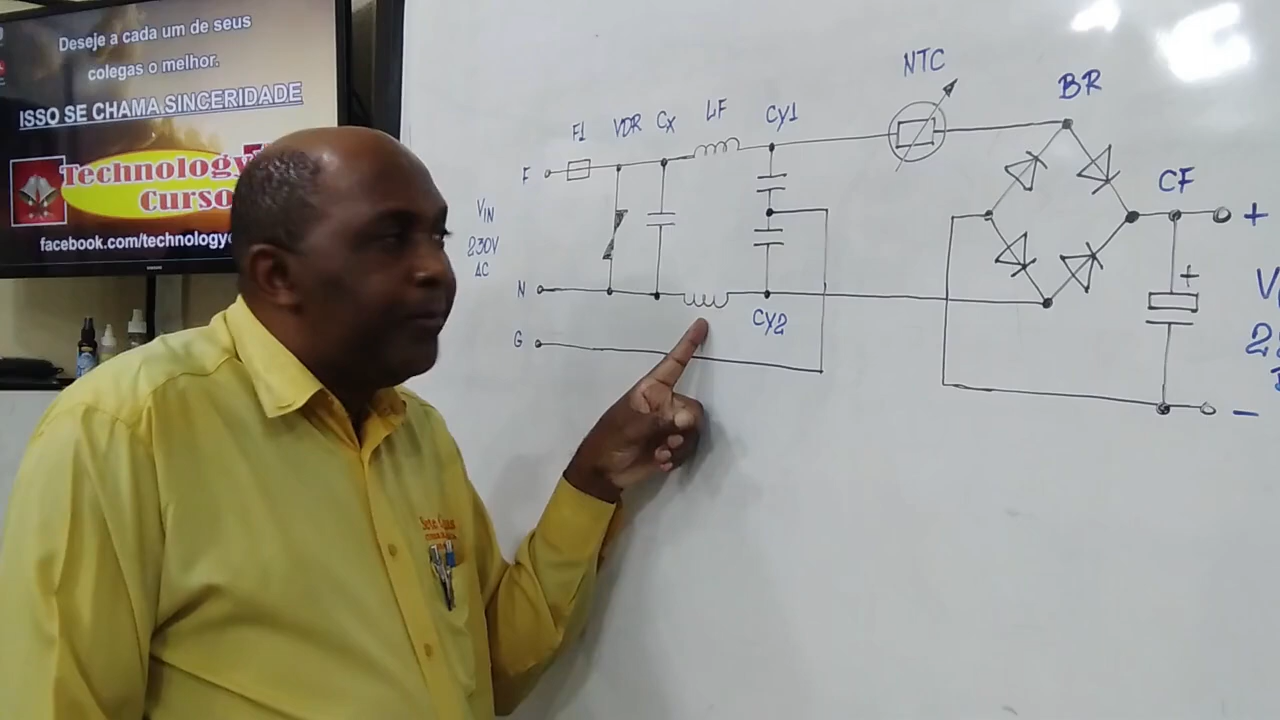 Deseje a cada um de seus
colegas o melhor.
ISSO SE CHAMA SINCERIDADE
Technology
Curso
facebook.com/technology
F1
VDR
Cx
LF
Cy1
NTC
BR
CF
F
VIN
230V
AC
N
G
Cy2
+
+
-